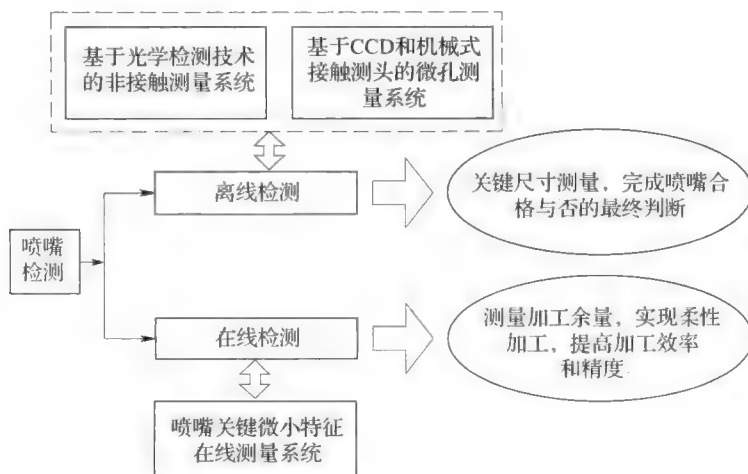 基于光学检测技术
的非接触测量系统
基于CCD和机械式
接触测头的微孔测
量系统
离线检测
关键尺寸测量，完成喷嘴合
格与否的最终判断
喷嘴
检测
在线检测
测量加工余量，实现柔性
加工，提高加工效率
和精度
喷嘴关键微小特征
在线测量系统